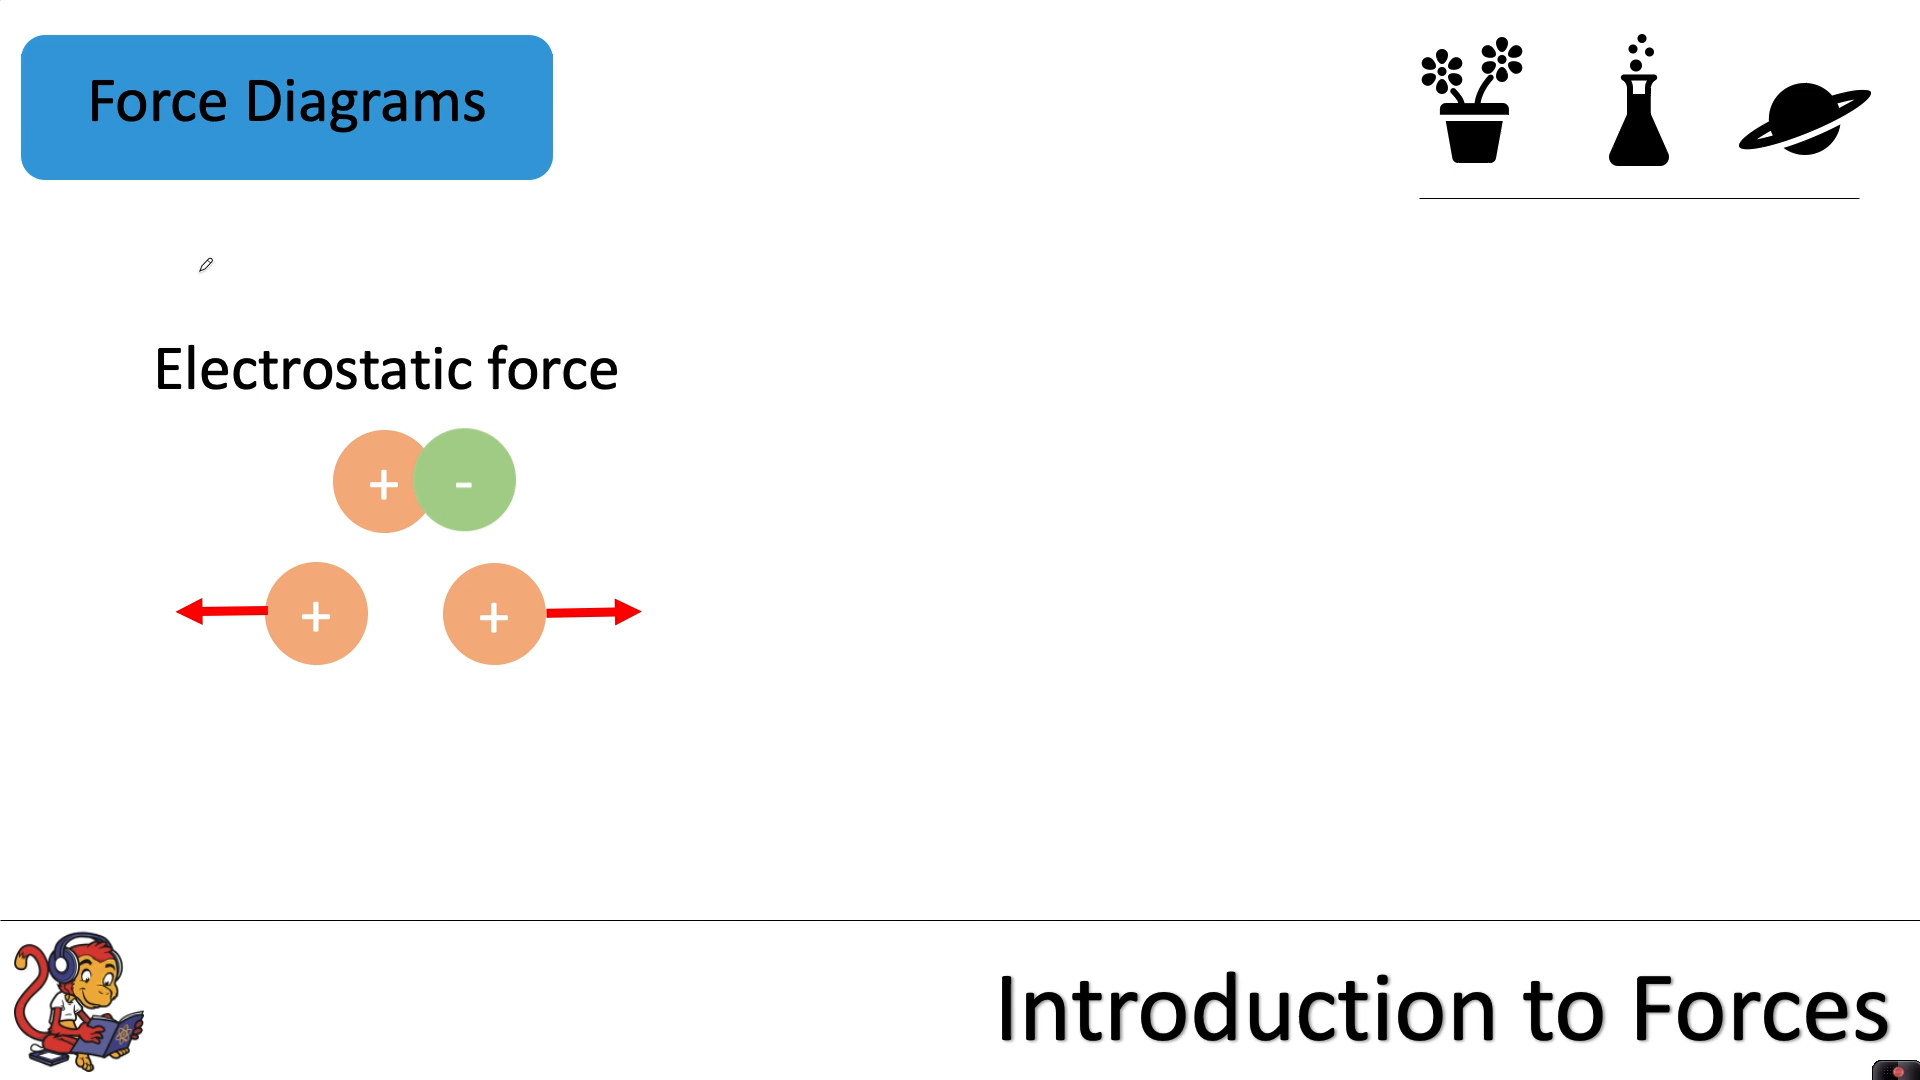 Force Diagrams
Electrostatic force
+ -
+ +
Introduction to Forces